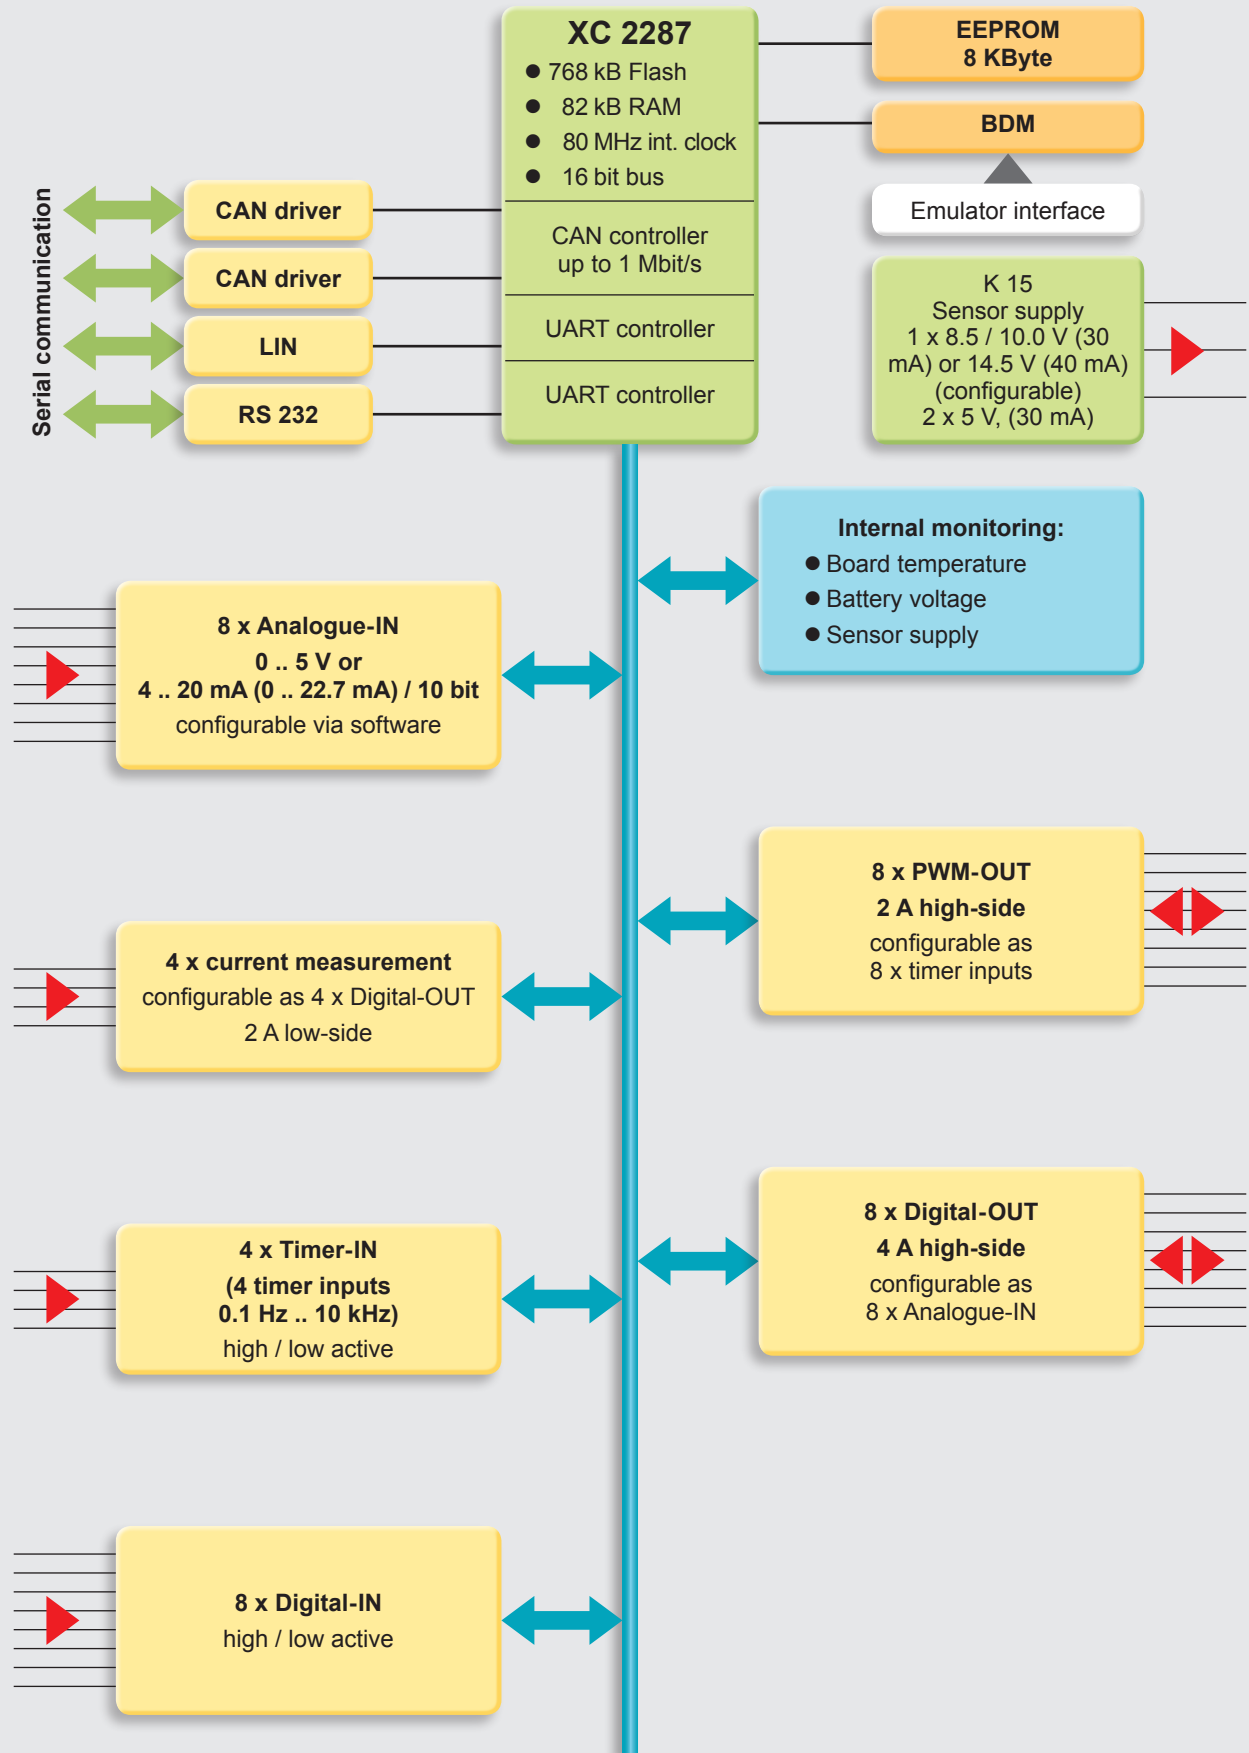 XC 2287
● 768 kB Flash
● 82 kB RAM
● 80 MHz int. clock
● 16 bit bus
CAN controller
up to 1 Mbit/s
UART controller
UART controller
EEPROM
8 KByte
BDM
Emulator interface
Serial communication
CAN driver
CAN driver
LIN
RS 232
K 15
Sensor supply
1 x 8.5 / 10.0 V (30
mA) or 14.5 V (40 mA)
(configurable)
2 x 5 V, (30 mA)
Internal monitoring:
● Board temperature
● Battery voltage
● Sensor supply
8 x Analogue-IN
0 .. 5 V or
4 .. 20 mA (0 .. 22.7 mA) / 10 bit
configurable via software
8 x PWM-OUT
2 A high-side
configurable as
8 x timer inputs
4 x current measurement
configurable as 4 x Digital-OUT
2 A low-side
8 x Digital-OUT
4 A high-side
configurable as
8 x Analogue-IN
4 x Timer-IN
(4 timer inputs
0.1 Hz .. 10 kHz)
high / low active
8 x Digital-IN
high / low active